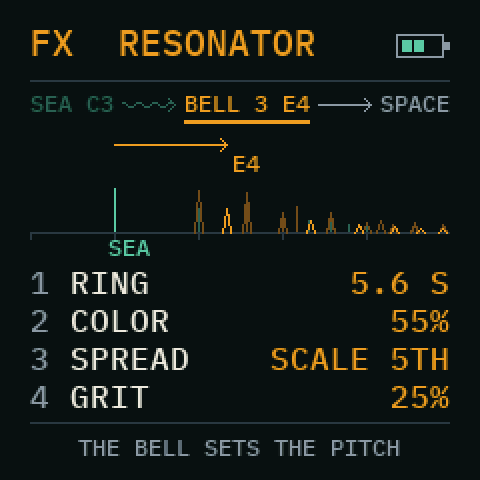 FX RESONATOR
SEA C3 BELL 3 E4 SPACE
E4
SEA
1 RING 5.6 S
2 COLOR 55%
3 SPREAD SCALE 5TH
4 GRIT 25%
THE BELL SETS THE PITCH